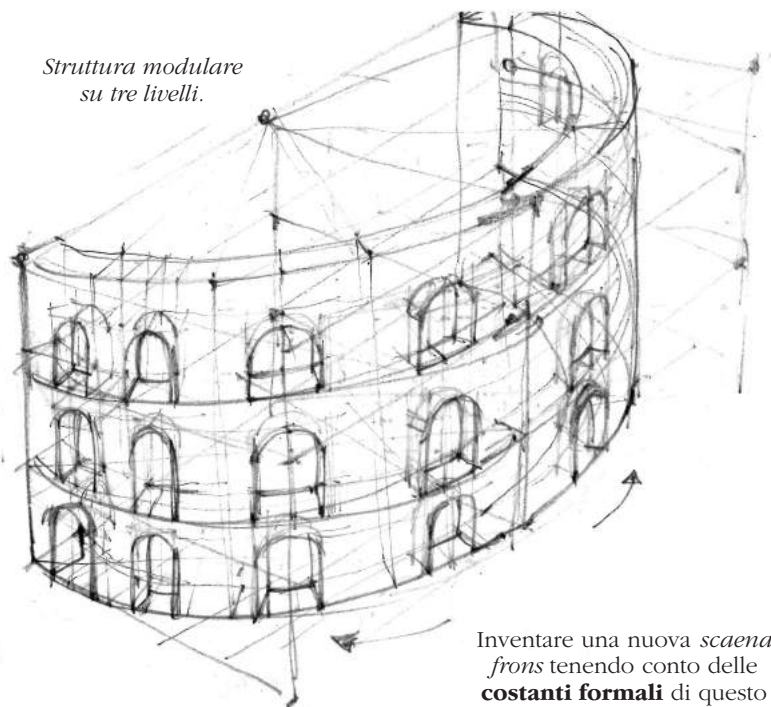 Struttura modulare
su tre livelli.
Inventare una nuova scaena
frons tenendo conto delle
costanti formali di questo